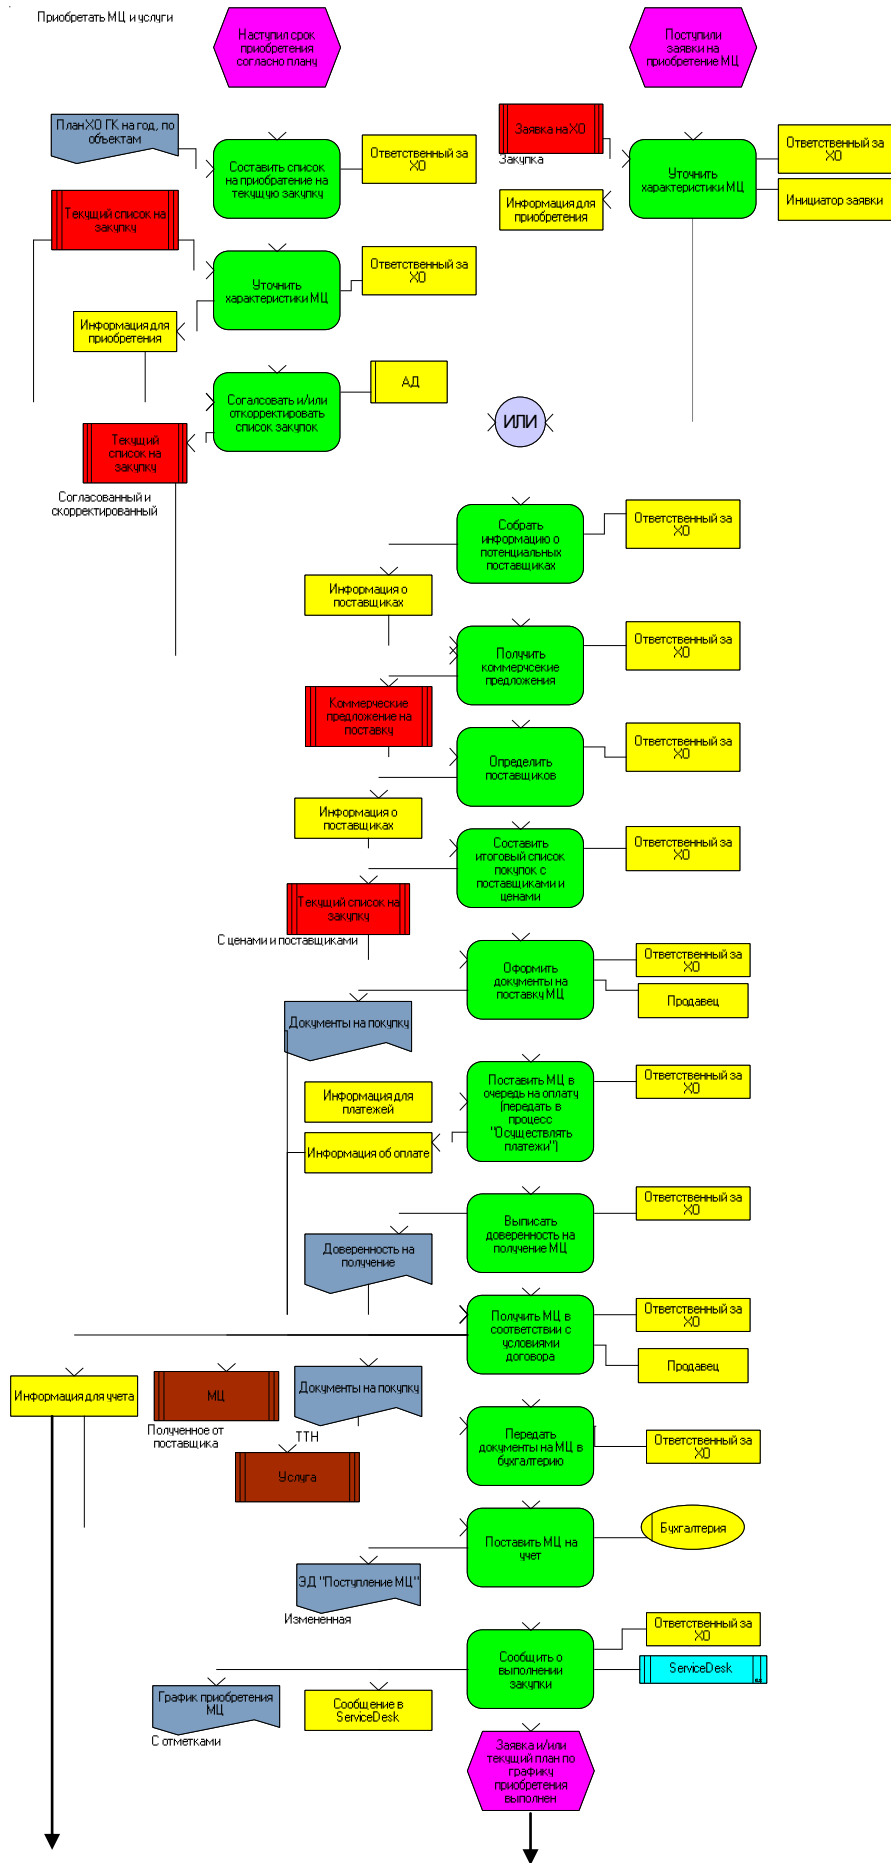 Приобретать МЦ и услуги
Наступил срок
приобретения
согласно плану
Поступили
заявки на
приобретение МЦ
План ХО ГК на год, по
объектам
Составить список
на приобратение на
текущую закупку
Ответственный за
ХО
Заявка на ХО
Закупка
Уточнить
характеристики МЦ
Ответственный за
ХО
Инициатор заявки
Информация для
приобретения
Текущий список на
закупку
Уточнить
характеристики МЦ
Ответственный за
ХО
Информация для
приобретения
Согалсовать и/или
откорректировать
список закупок
АД
ИЛИ
Текущий
список на
закупку
Согласованный и
скорректированный
Собрать
информацию о
потенциальных
поставщиках
Ответственный за
ХО
Информация о
поставщиках
Получить
коммерчсекие
предложения
Ответственный за
ХО
Коммерческие
предложение на
поставку
Определить
поставщиков
Ответственный за
ХО
Информация о
поставщиках
Составить
итоговый список
покупок с
поставщиками и
ценами
Ответственный за
ХО
Текущий список на
закупку
С ценами и поставщиками
Оформить
документы на
поставку МЦ
Ответственный за
ХО
Продавец
Документы на покупку
Поставить МЦ в
очередь на оплату
(передать в
процесс
"Осуществлять
платежи")
Ответственный за
ХО
Информация для
платежей
Информация об оплате
Выписать
доверенность на
получение МЦ
Ответственный за
ХО
Доверенность на
получение
Получить МЦ в
соответствии с
условиями
договора
Ответственный за
ХО
Продавец
Информация для учета
МЦ
Полученное от
поставщика
Документы на покупку
ТТН
Услуга
Передать
документы на МЦ в
бухгалтерию
Ответственный за
ХО
Поставить МЦ на
учет
Бухгалтерия
ЭД "Поступление МЦ"
Измененная
Сообщить о
выполнении
закупки
Ответственный за
ХО
ServiceDesk
График приобретения
МЦ
С отметками
Сообщение в
ServiceDesk
Заявка и/или
текущий план по
графику
приобретения
выполнен